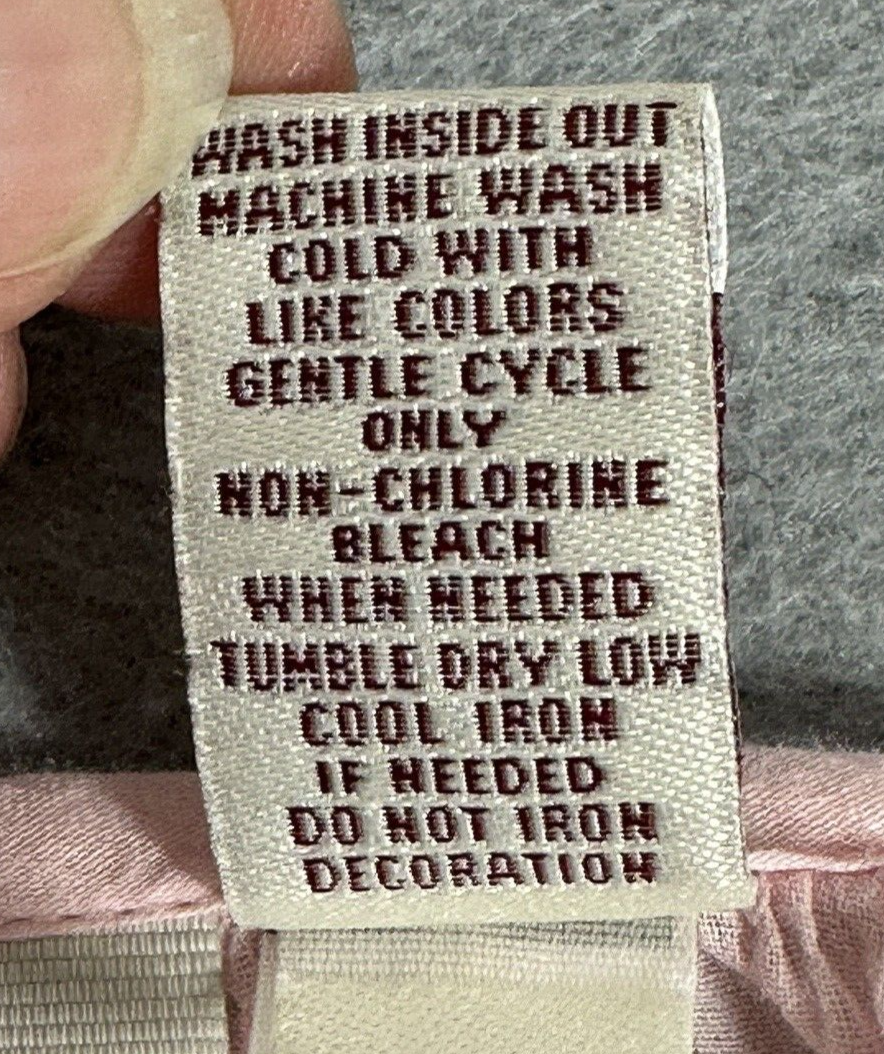 WASH INSIDE OUT
MACHINE WASH
COLD WITH
LIKE COLORS
GENTLE CYCLE
ONLY
NON-CHLORINE
BLEACH
WHEN NEEDED
TUMBLE DRY LOW
COOL IRON
IF NEEDED
DO NOT IRON
DECORATION